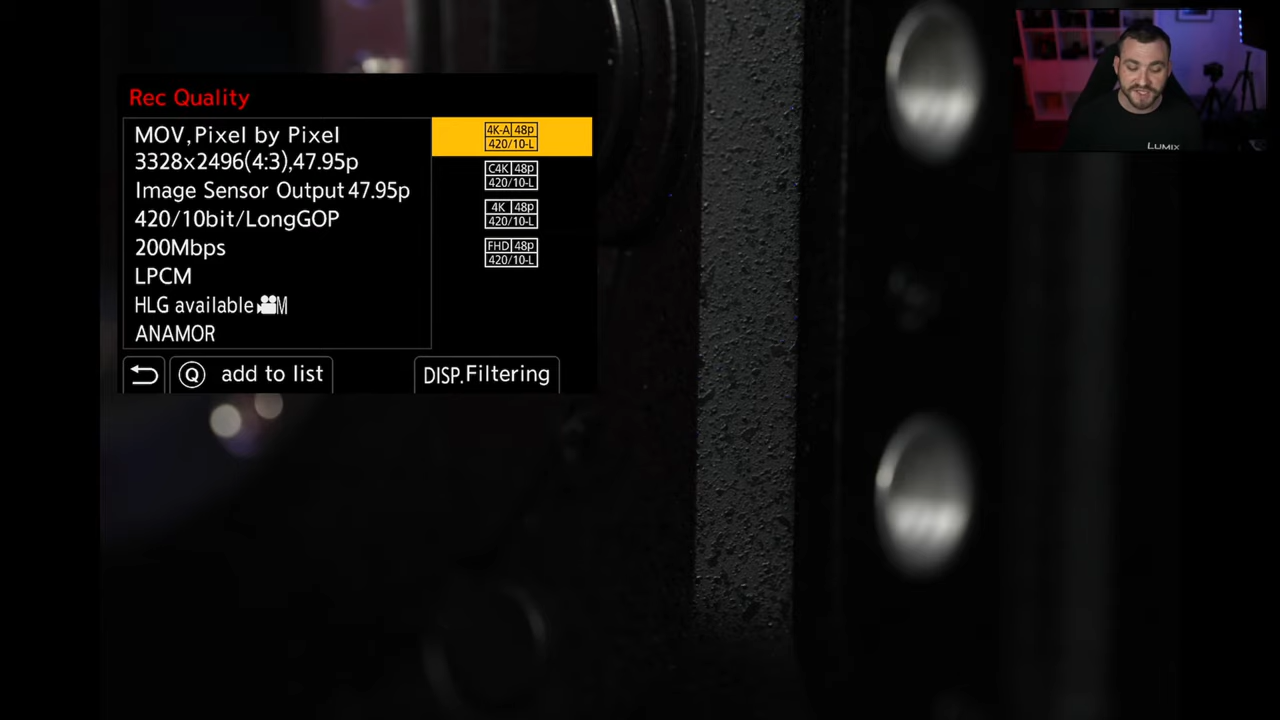 Rec Quality
MOV,Pixel by Pixel
3328x2496(4:3),47.95p
Image Sensor Output 47.95p
420/10bit/LongGOP
200Mbps
LPCM
HLG available M
ANAMOR
4K-A 48p
420/10-L
C4K 48p
420/10-L
4K 48p
420/10-L
FHD 48p
420/10-L
Q add to list
DISP.Filtering
LUMIX